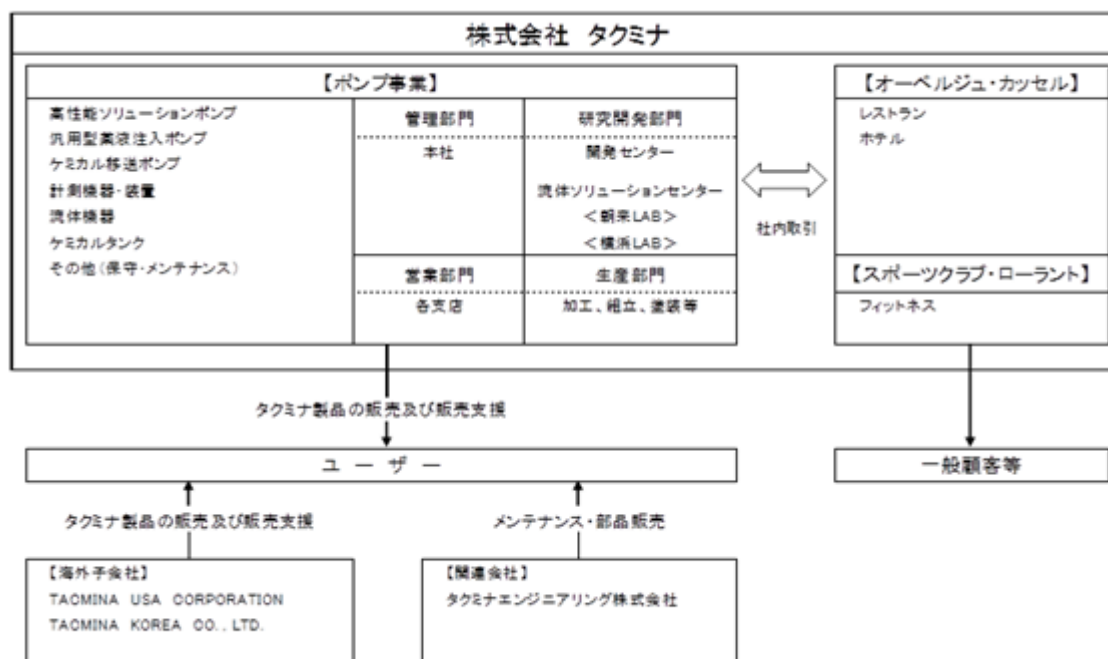 株式会社 タクミナ
【ポンプ事業】
高性能ソリューションポンプ
汎用型薬液注入ポンプ
ケミカル移送ポンプ
計測機器・装置
流体機器
ケミカルタンク
その他(保守・メンテナンス)
管理部門
本社
研究開発部門
開発センター
流体ソリューションセンター
<朝来LAB>
<横浜LAB>
営業部門
各支店
生産部門
加工、組立、塗装等
社内取引
【オーベルジュ・カッセル】
レストラン
ホテル
【スポーツクラブ・ローラント】
フィットネス
タクミナ製品の販売及び販売支援
ユ ー ザ ー
一般顧客等
タクミナ製品の販売及び販売支援
メンテナンス・部品販売
【海外子会社】
TACMINA USA CORPORATION
TACMINA KOREA CO., LTD.
【関連会社】
タクミナエンジニアリング株式会社